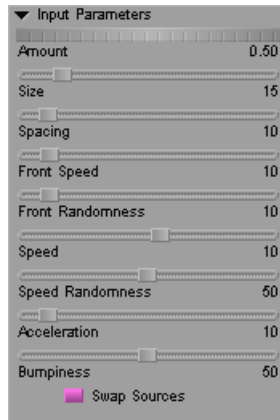 Input Parameters
Amount 0.50
Size 15
Spacing 10
Front Speed 10
Front Randomness 10
Speed 10
Speed Randomness 50
Acceleration 10
Bumpiness 50
Swap Sources